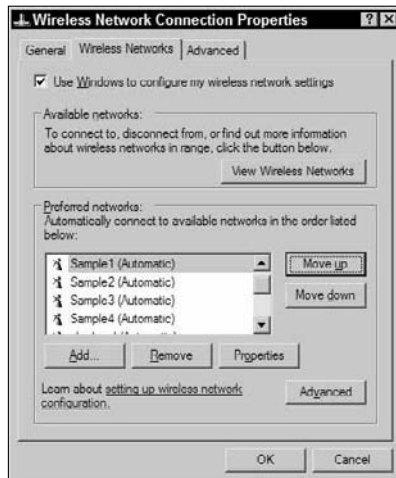 Wireless Network Connection Properties
General
Wireless Networks
Advanced
Use Windows to configure my wireless network settings
Available networks:
To connect to, disconnect from, or find out more information
about wireless networks in range, click the button below.
View Wireless Networks
Preferred networks:
Automatically connect to available networks in the order listed
below:
Sample1 (Automatic)
Sample2 (Automatic)
Sample3 (Automatic)
Sample4 (Automatic)
Move up
Move down
Add...
Remove
Properties
Learn about setting up wireless network
configuration.
Advanced
OK
Cancel